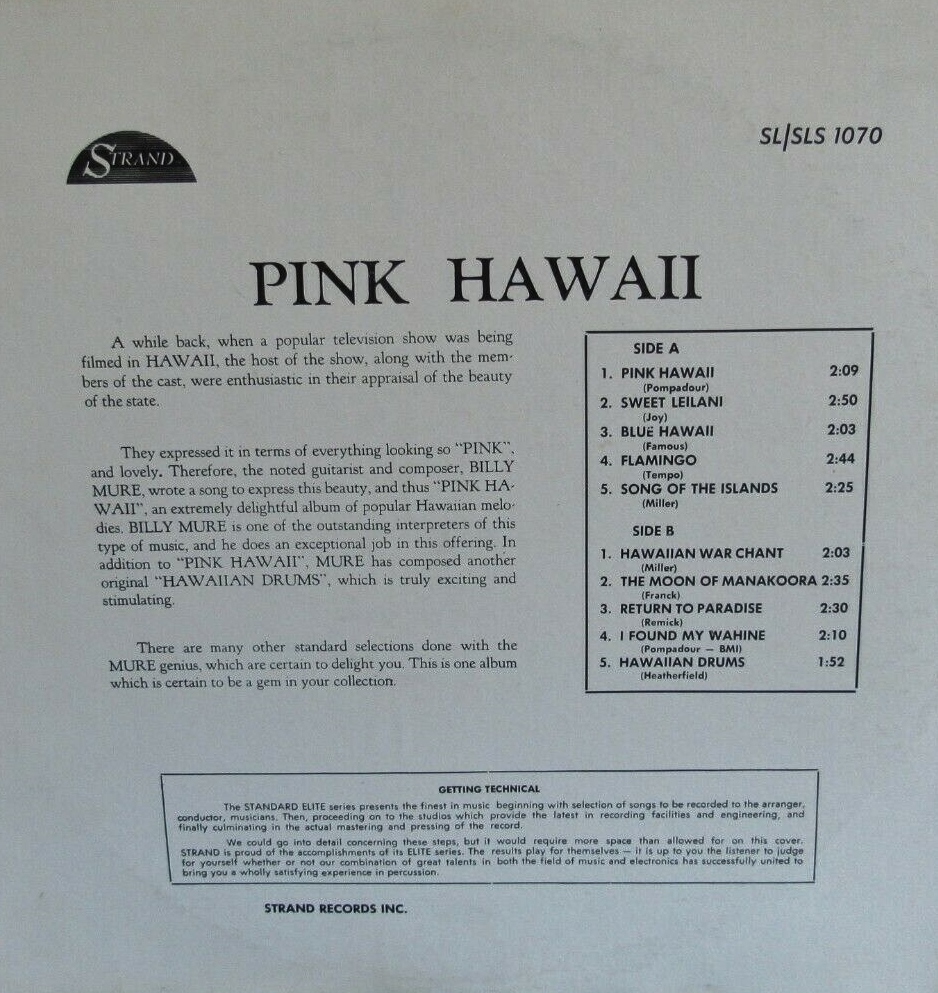 STRAND
SL/SLS 1070
PINK HAWAII
A while back, when a popular television show was being
filmed in HAWAII, the host of the show, along with the mem-
bers of the cast, were enthusiastic in their appraisal of the beauty
of the state.
They expressed it in terms of everything looking so "PINK",
and lovely. Therefore, the noted guitarist and composer, BILLY
MURE, wrote a song to express this beauty, and thus "PINK HA-
WAII", an extremely delightful album of popular Hawaiian melo-
dies. BILLY MURE is one of the outstanding interpreters of this
type of music, and he does an exceptional job in this offering. In
addition to "PINK HAWAII", MURE has composed another
original "HAWAIIAN DRUMS", which is truly exciting and
stimulating.
There are many other standard selections done with the
MURE genius, which are certain to delight you. This is one album
which is certain to be a gem in your collection.
SIDE A
1. PINK HAWAII 2:09
(Pompadour)
2. SWEET LEILANI 2:50
(Joy)
3. BLUE HAWAII 2:03
(Famous)
4. FLAMINGO 2:44
(Tempo)
5. SONG OF THE ISLANDS 2:25
(Miller)
SIDE B
1. HAWAIIAN WAR CHANT 2:03
(Miller)
2. THE MOON OF MANAKOORA 2:35
(Franck)
3. RETURN TO PARADISE 2:30
(Remick)
4. I FOUND MY WAHINE 2:10
(Pompadour — BMI)
5. HAWAIIAN DRUMS 1:52
(Heatherfield)
GETTING TECHNICAL
The STANDARD ELITE series presents the finest in music beginning with selection of songs to be recorded to the arranger,
conductor, musicians. Then, proceeding on to the studios which provide the latest in recording facilities and engineering, and
finally culminating in the actual mastering and pressing of the record.
We could go into detail concerning these steps, but it would require more space than allowed for on this cover.
STRAND is proud of the accomplishments of its ELITE series. The results play for themselves — it is up to you the listener to judge
for yourself whether or not our combination of great talents in both the field of music and electronics has successfully united to
bring you a wholly satisfying experience in percussion.
STRAND RECORDS INC.